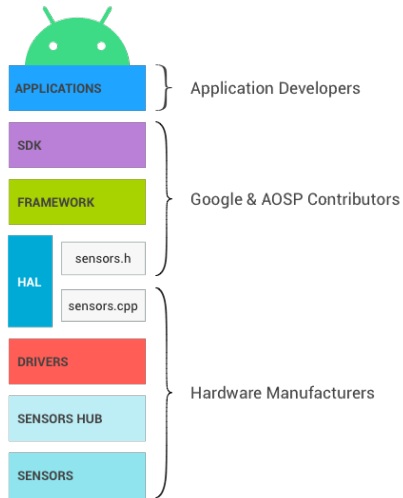 APPLICATIONS
Application Developers
SDK
FRAMEWORK
Google & AOSP Contributors
HAL
sensors.h
sensors.cpp
DRIVERS
Hardware Manufacturers
SENSORS HUB
SENSORS